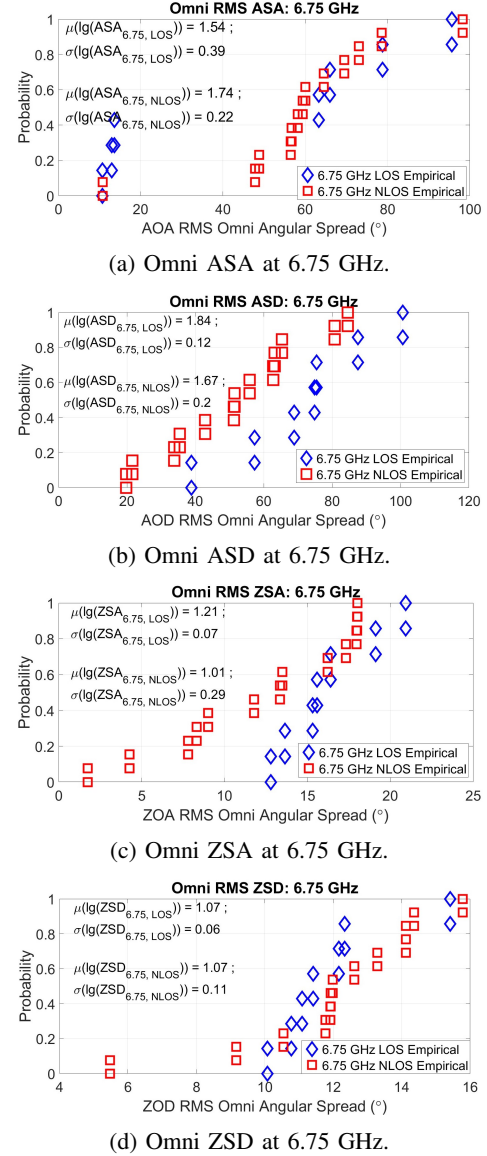 Omni RMS ASA: 6.75 GHz
μ(lg(ASA6.75, LOS)) = 1.54 ;
σ(lg(ASA6.75, LOS)) = 0.39
μ(lg(ASA6.75, NLOS)) = 1.74 ;
σ(lg(ASA6.75, NLOS)) = 0.22
Probability
1
0.8
0.6
0.4
0.2
0
6.75 GHz LOS Empirical
6.75 GHz NLOS Empirical
0 20 40 60 80 100
AOA RMS Omni Angular Spread (°)
(a) Omni ASA at 6.75 GHz.
Omni RMS ASD: 6.75 GHz
μ(lg(ASD6.75, LOS)) = 1.84 ;
σ(lg(ASD6.75, LOS)) = 0.12
μ(lg(ASD6.75, NLOS)) = 1.67 ;
σ(lg(ASD6.75, NLOS)) = 0.2
Probability
1
0.8
0.6
0.4
0.2
0
6.75 GHz LOS Empirical
6.75 GHz NLOS Empirical
0 20 40 60 80 100 120
AOD RMS Omni Angular Spread (°)
(b) Omni ASD at 6.75 GHz.
Omni RMS ZSA: 6.75 GHz
μ(lg(ZSA6.75, LOS)) = 1.21 ;
σ(lg(ZSA6.75, LOS)) = 0.07
μ(lg(ZSA6.75, NLOS)) = 1.01 ;
σ(lg(ZSA6.75, NLOS)) = 0.29
Probability
1
0.8
0.6
0.4
0.2
0
6.75 GHz LOS Empirical
6.75 GHz NLOS Empirical
0 5 10 15 20 25
ZOA RMS Omni Angular Spread (°)
(c) Omni ZSA at 6.75 GHz.
Omni RMS ZSD: 6.75 GHz
μ(lg(ZSD6.75, LOS)) = 1.07 ;
σ(lg(ZSD6.75, LOS)) = 0.06
μ(lg(ZSD6.75, NLOS)) = 1.07 ;
σ(lg(ZSD6.75, NLOS)) = 0.11
Probability
1
0.8
0.6
0.4
0.2
0
6.75 GHz LOS Empirical
6.75 GHz NLOS Empirical
4 6 8 10 12 14 16
ZOD RMS Omni Angular Spread (°)
(d) Omni ZSD at 6.75 GHz.